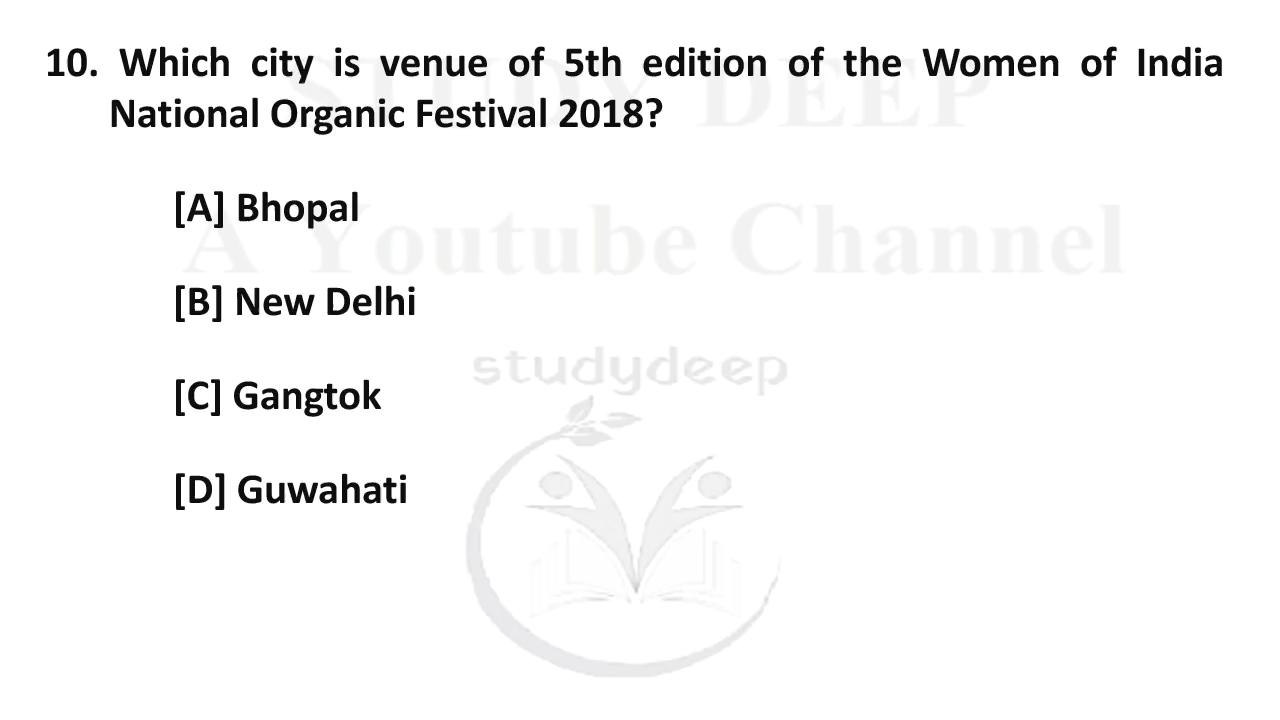 STUDY DEEP
10. Which city is venue of 5th edition of the Women of India
National Organic Festival 2018?
[A] Bhopal
A Youtube Channel
[B] New Delhi
studydeep
[C] Gangtok
[D] Guwahati